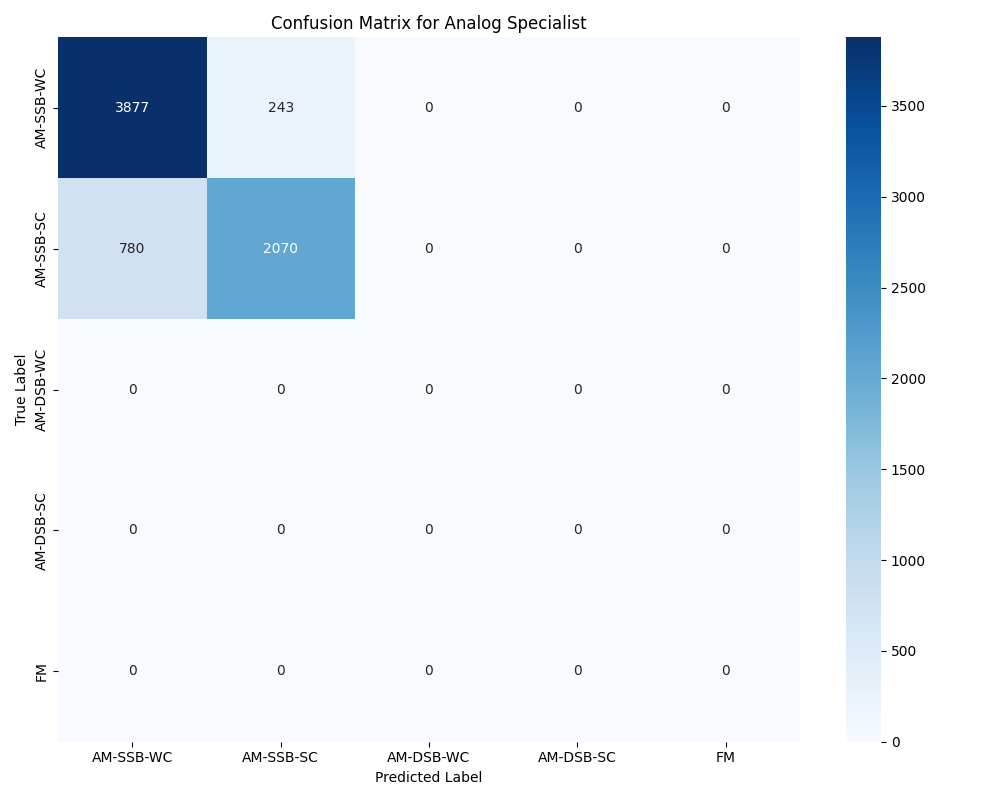 Confusion Matrix for Analog Specialist
AM-SSB-WC 3877 243 0 0 0
AM-SSB-SC 780 2070 0 0 0
AM-DSB-WC 0 0 0 0 0
AM-DSB-SC 0 0 0 0 0
FM 0 0 0 0 0
AM-SSB-WC AM-SSB-SC AM-DSB-WC AM-DSB-SC FM
Predicted Label
True Label
3500
3000
2500
2000
1500
1000
500
0